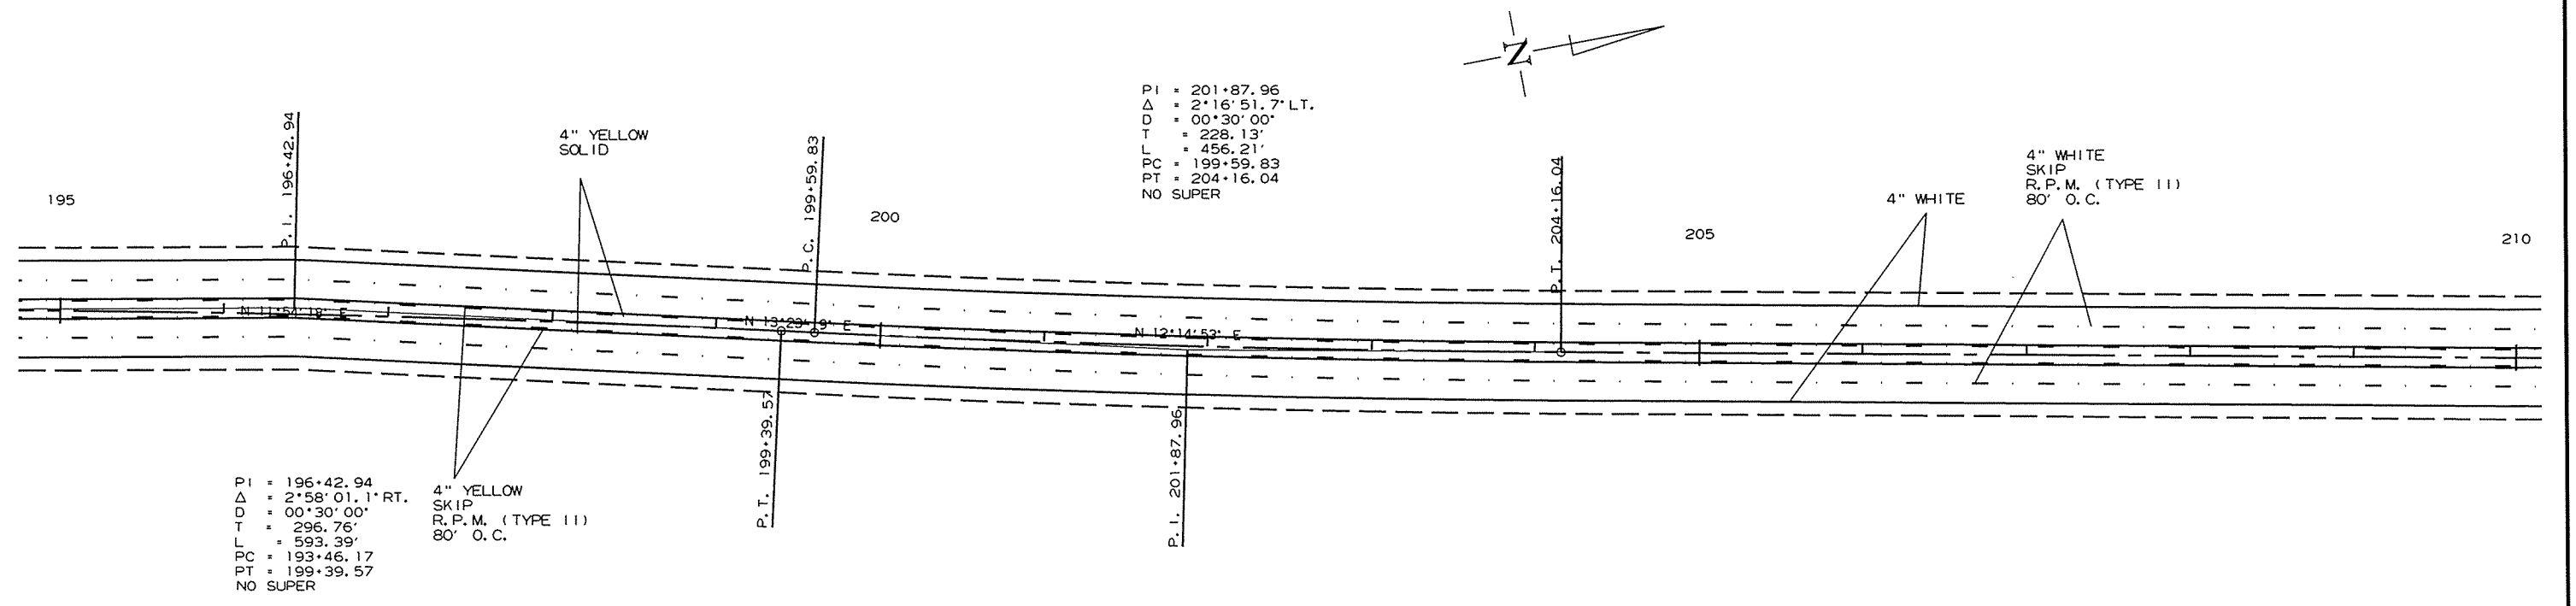 N
PI = 201+87.96
Δ = 2°16'51.7" LT.
D = 00°30'00"
T = 228.13'
L = 456.21'
PC = 199+59.83
PT = 204+16.04
NO SUPER
4" YELLOW
SOLID
4" WHITE
SKIP
R.P.M. (TYPE II)
80' O.C.
4" WHITE
195
200
205
210
P.I. 196+42.94
P.C. 199+59.83
P.T. 204+16.04
N 11°54'18" E
N 12°14'53" E
P.T. 199+39.57
P.I. 201+87.96
PI = 196+42.94
Δ = 2°58'01.1" RT.
D = 00°30'00"
T = 296.76'
L = 593.39'
PC = 193+46.17
PT = 199+39.57
NO SUPER
4" YELLOW
SKIP
R.P.M. (TYPE II)
80' O.C.